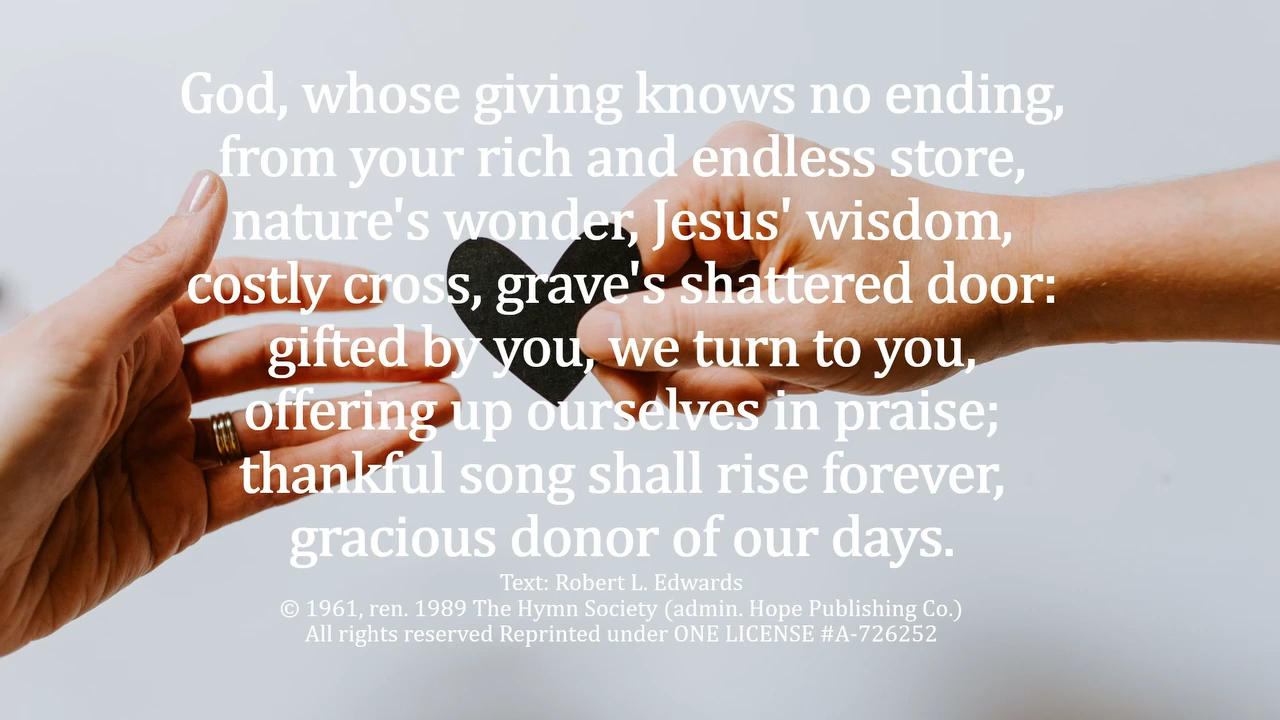 God, whose giving knows no ending,
from your rich and endless store,
nature's wonder, Jesus' wisdom,
costly cross, grave's shattered door:
gifted by you, we turn to you,
offering up ourselves in praise;
thankful song shall rise forever,
gracious donor of our days.
Text: Robert L. Edwards
© 1961, ren. 1989 The Hymn Society (admin. Hope Publishing Co.)
All rights reserved Reprinted under ONE LICENSE #A-726252